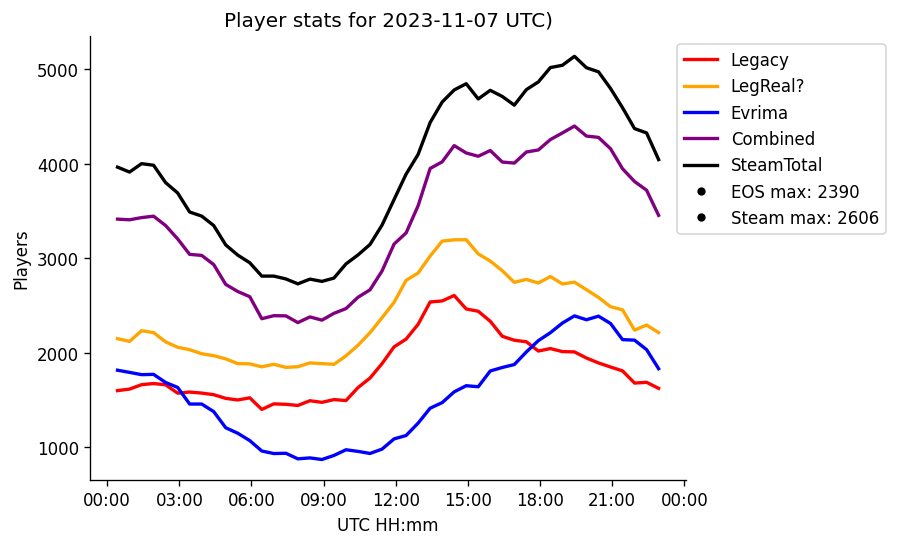 Player stats for 2023-11-07 UTC)
Players
5000
4000
3000
2000
1000
00:00 03:00 06:00 09:00 12:00 15:00 18:00 21:00 00:00
UTC HH:mm
Legacy
LegReal?
Evrima
Combined
SteamTotal
EOS max: 2390
Steam max: 2606